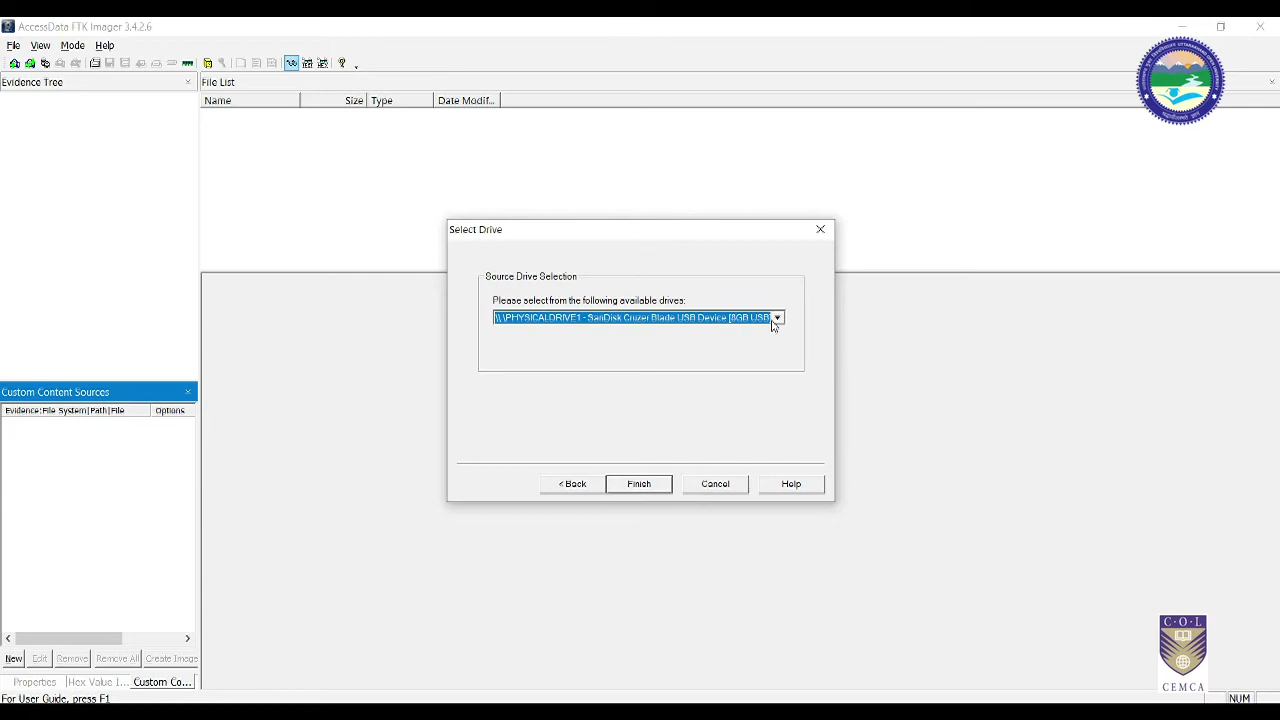 AccessData FTK Imager 3.4.2.6
File View Mode Help
Evidence Tree
File List
Name Size Type Date Modif...
Select Drive
Source Drive Selection
Please select from the following available drives:
\\.\PHYSICALDRIVE1 - SanDisk Cruzer Blade USB Device [8GB USB]
Custom Content Sources
Evidence:File System|Path|File Options
< Back Finish Cancel Help
New Edit Remove Remove All Create Image
Properties Hex Value I... Custom Co...
For User Guide, press F1
NUM
C·O·L
CEMCA